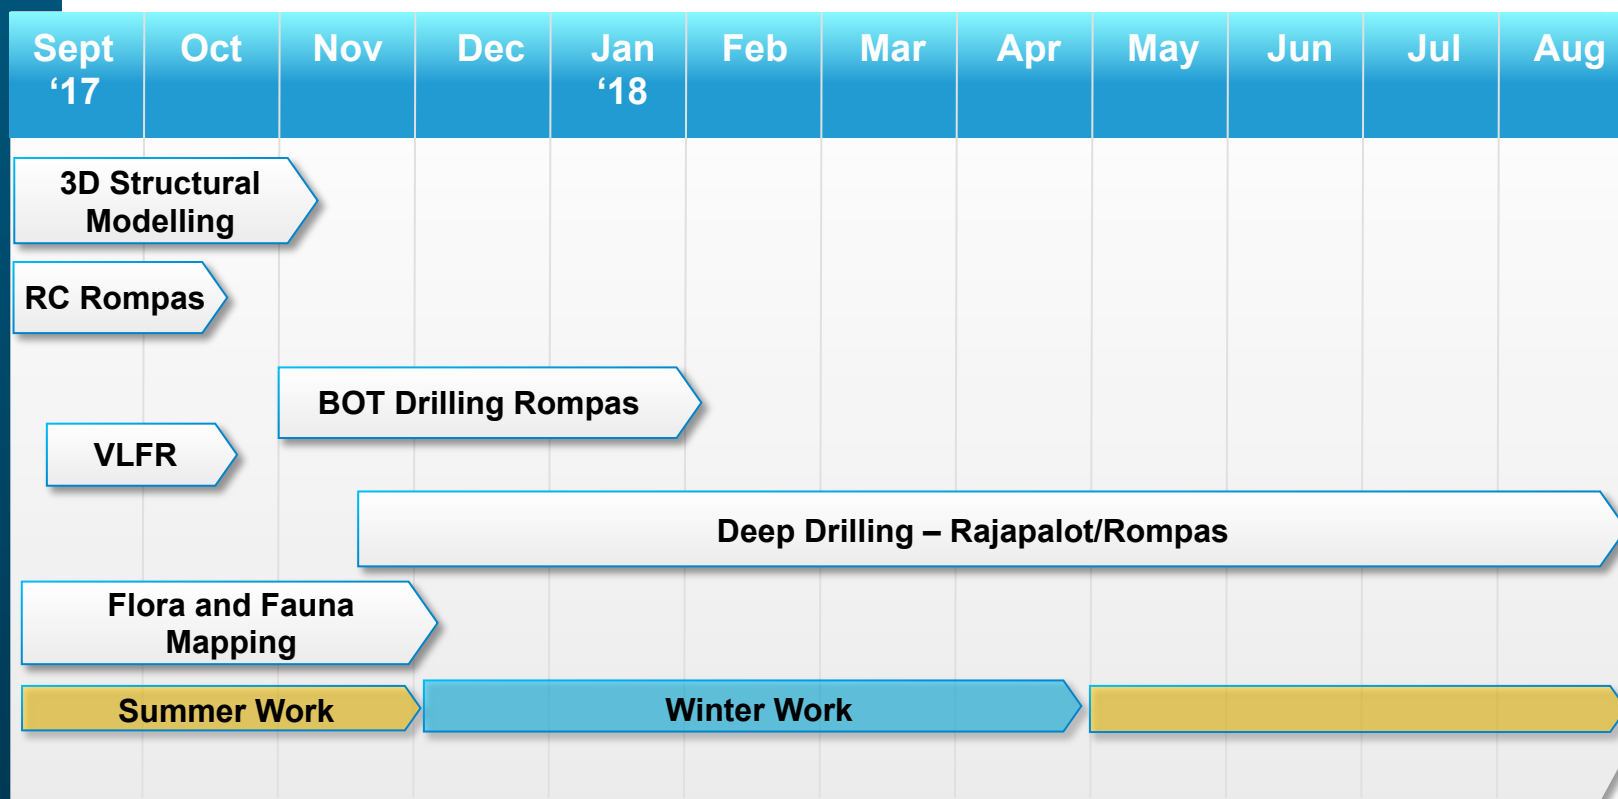 Sept Oct Nov Dec Jan Feb Mar Apr May Jun Jul Aug
‘17 ‘18
3D Structural
Modelling
RC Rompas
BOT Drilling Rompas
VLFR
Deep Drilling – Rajapalot/Rompas
Flora and Fauna
Mapping
Summer Work Winter Work